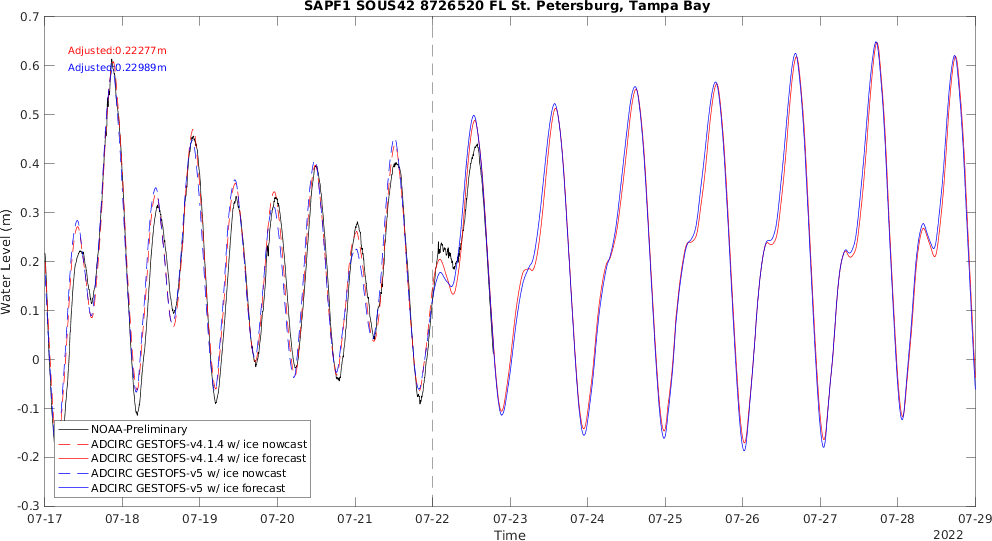 SAPF1 SOUS42 8726520 FL St. Petersburg, Tampa Bay
0.7
0.6
0.5
0.4
0.3
0.2
0.1
0
-0.1
-0.2
-0.3
Water Level (m)
Adjusted:0.22277m
Adjusted:0.22989m
NOAA-Preliminary
ADCIRC GESTOFS-v4.1.4 w/ ice nowcast
ADCIRC GESTOFS-v4.1.4 w/ ice forecast
ADCIRC GESTOFS-v5 w/ ice nowcast
ADCIRC GESTOFS-v5 w/ ice forecast
07-17 07-18 07-19 07-20 07-21 07-22 07-23 07-24 07-25 07-26 07-27 07-28 07-29
Time
2022